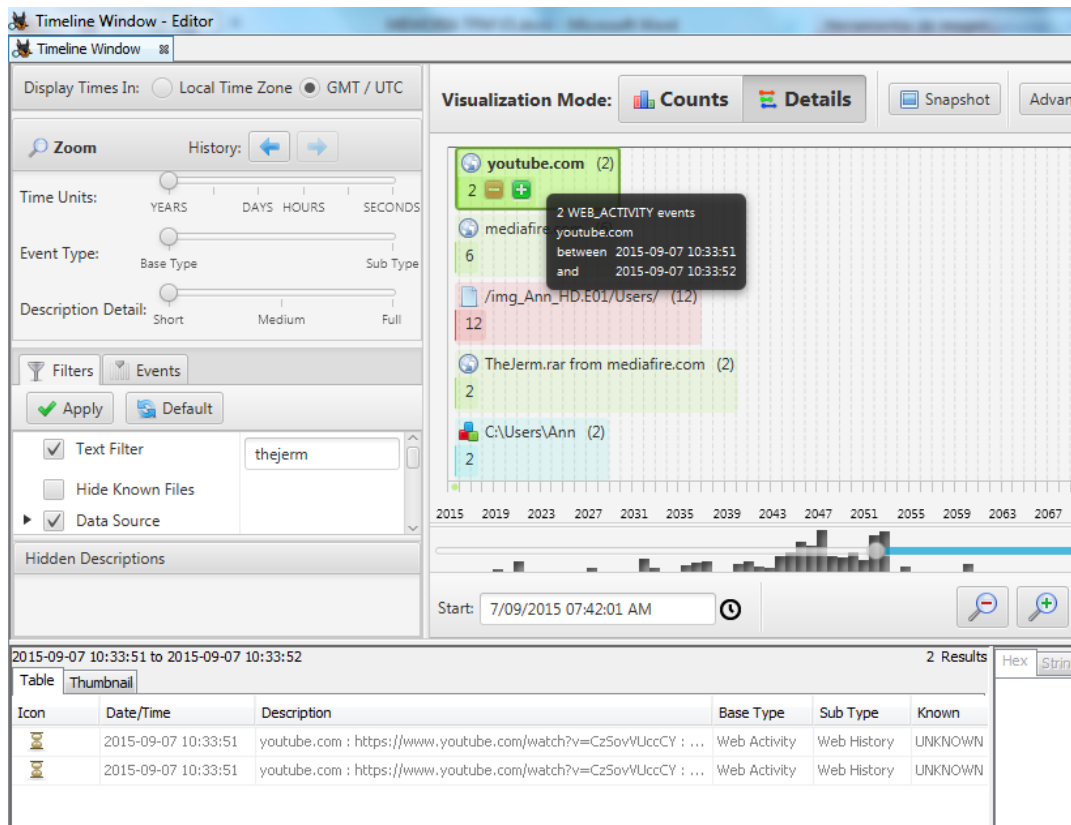 Timeline Window - Editor
Timeline Window
Display Times In: Local Time Zone GMT / UTC
Zoom History:
Time Units:
YEARS DAYS HOURS SECONDS
Event Type:
Base Type Sub Type
Description Detail:
Short Medium Full
Filters Events
Apply Default
Text Filter thejerm
Hide Known Files
Data Source
Hidden Descriptions
Visualization Mode: Counts Details Snapshot Advan
youtube.com (2)
2
2 WEB_ACTIVITY events
youtube.com
between 2015-09-07 10:33:51
and 2015-09-07 10:33:52
mediafire
6
/img_Ann_HD.E01/Users/ (12)
12
TheJerm.rar from mediafire.com (2)
2
C:\Users\Ann (2)
2
2015 2019 2023 2027 2031 2035 2039 2043 2047 2051 2055 2059 2063 2067
Start: 7/09/2015 07:42:01 AM
2015-09-07 10:33:51 to 2015-09-07 10:33:52 2 Results
Table Thumbnail
Hex Strin
Icon Date/Time Description Base Type Sub Type Known
2015-09-07 10:33:51 youtube.com : https://www.youtube.com/watch?v=Cz5ovVUccCY : ... Web Activity Web History UNKNOWN
2015-09-07 10:33:51 youtube.com : https://www.youtube.com/watch?v=Cz5ovVUccCY : ... Web Activity Web History UNKNOWN